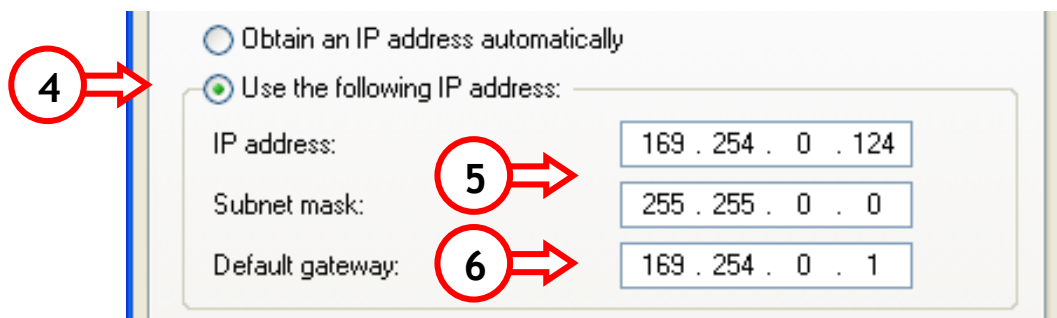 Obtain an IP address automatically
4 Use the following IP address:
IP address: 169 . 254 . 0 . 124
5
Subnet mask: 255 . 255 . 0 . 0
Default gateway: 6 169 . 254 . 0 . 1